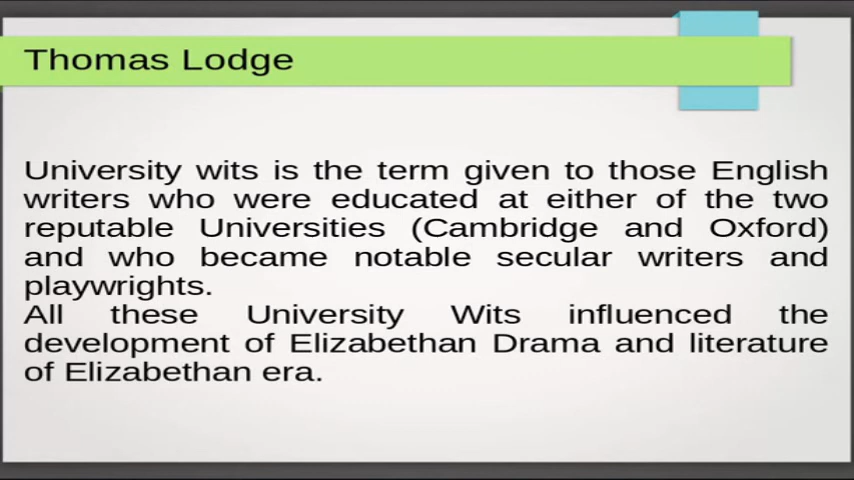 Thomas Lodge
University wits is the term given to those English
writers who were educated at either of the two
reputable Universities (Cambridge and Oxford)
and who became notable secular writers and
playwrights.
All these University Wits influenced the
development of Elizabethan Drama and literature
of Elizabethan era.